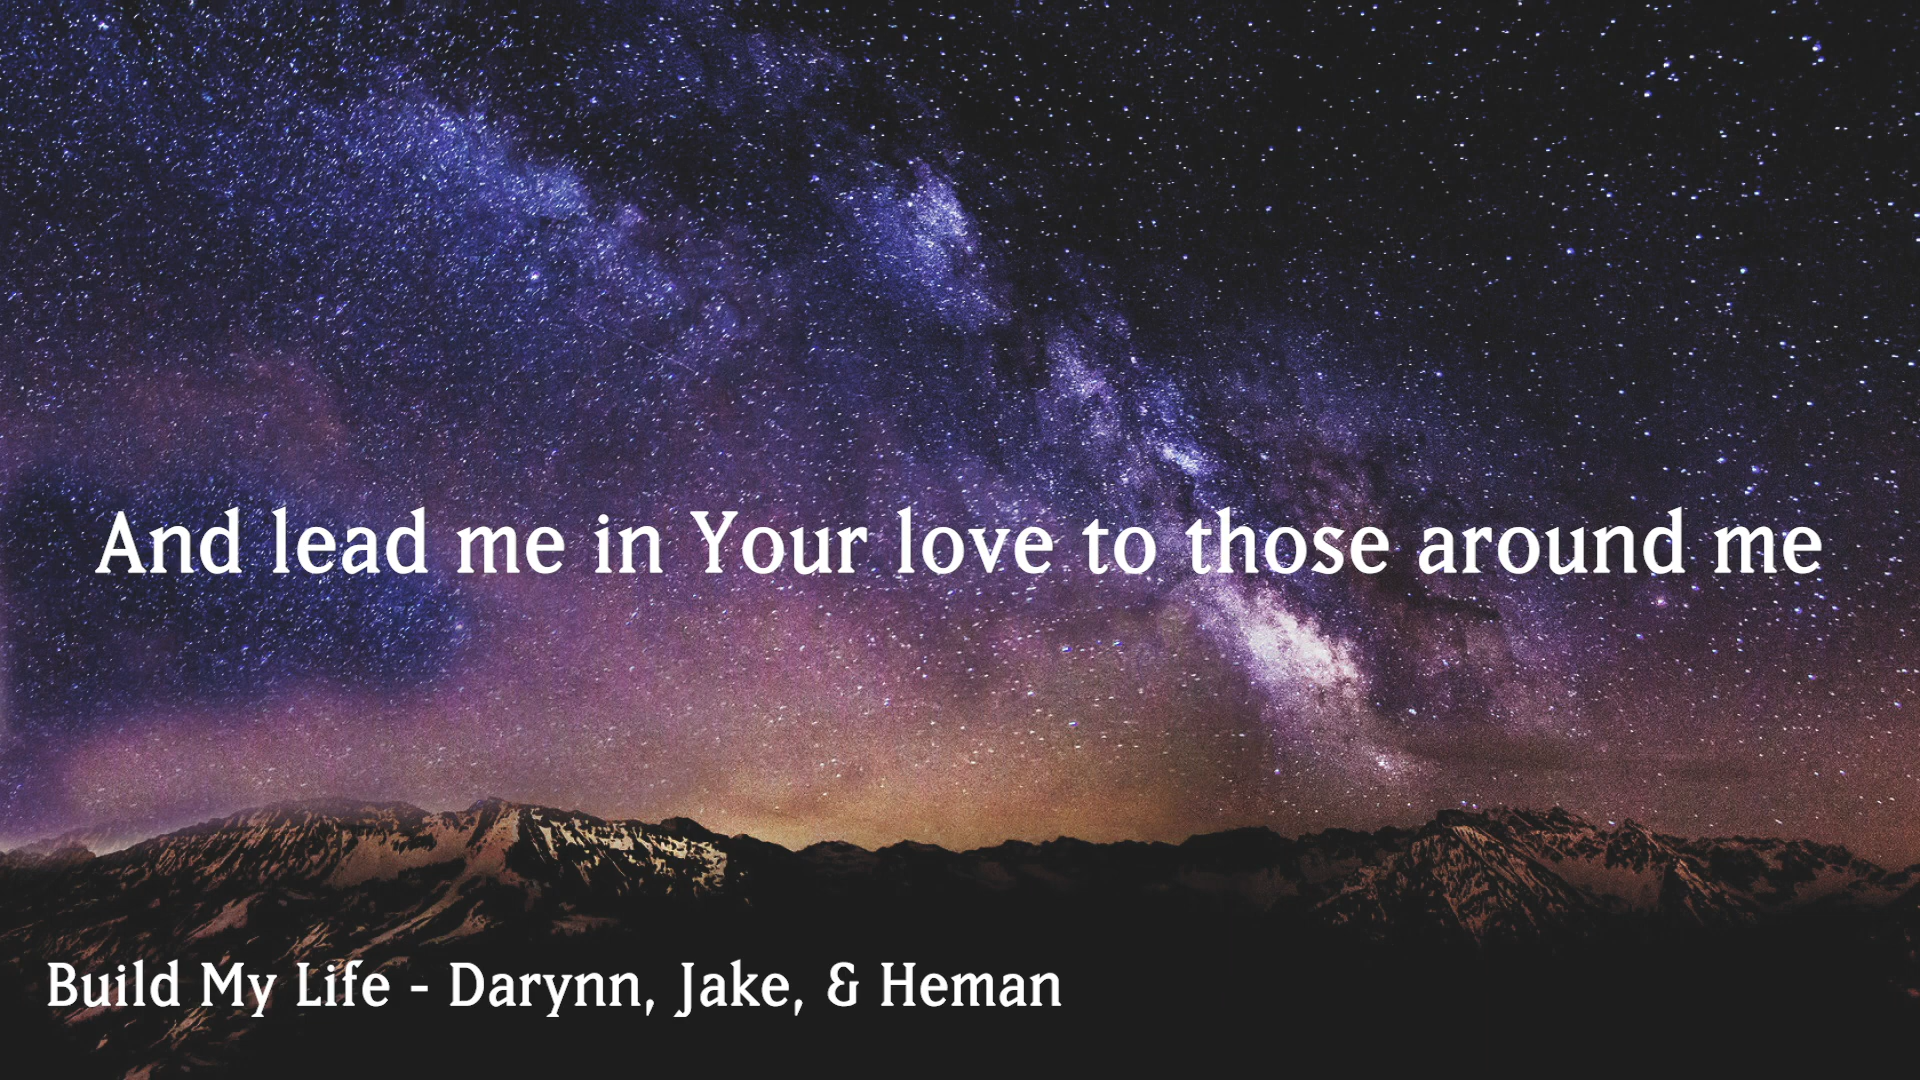 And lead me in Your love to those around me
Build My Life - Darynn, Jake, & Heman